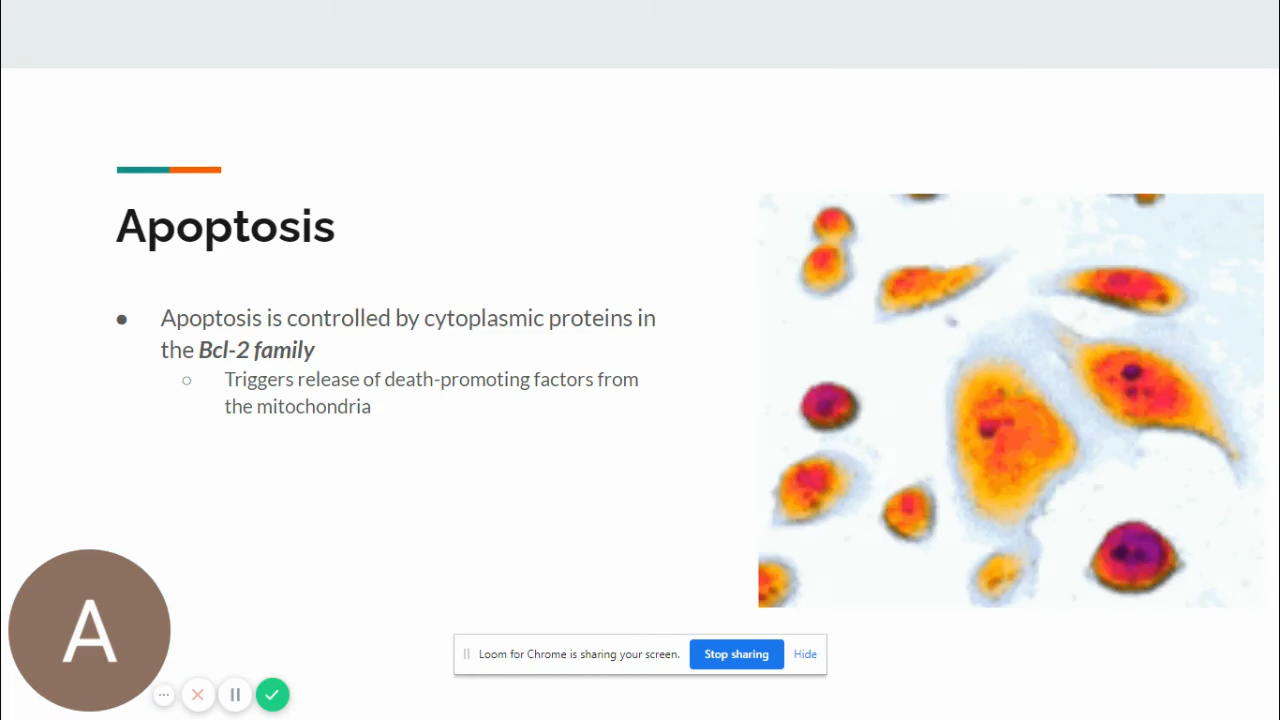 Apoptosis
● Apoptosis is controlled by cytoplasmic proteins in
the Bcl-2 family
○ Triggers release of death-promoting factors from
the mitochondria
A
Loom for Chrome is sharing your screen. Stop sharing Hide